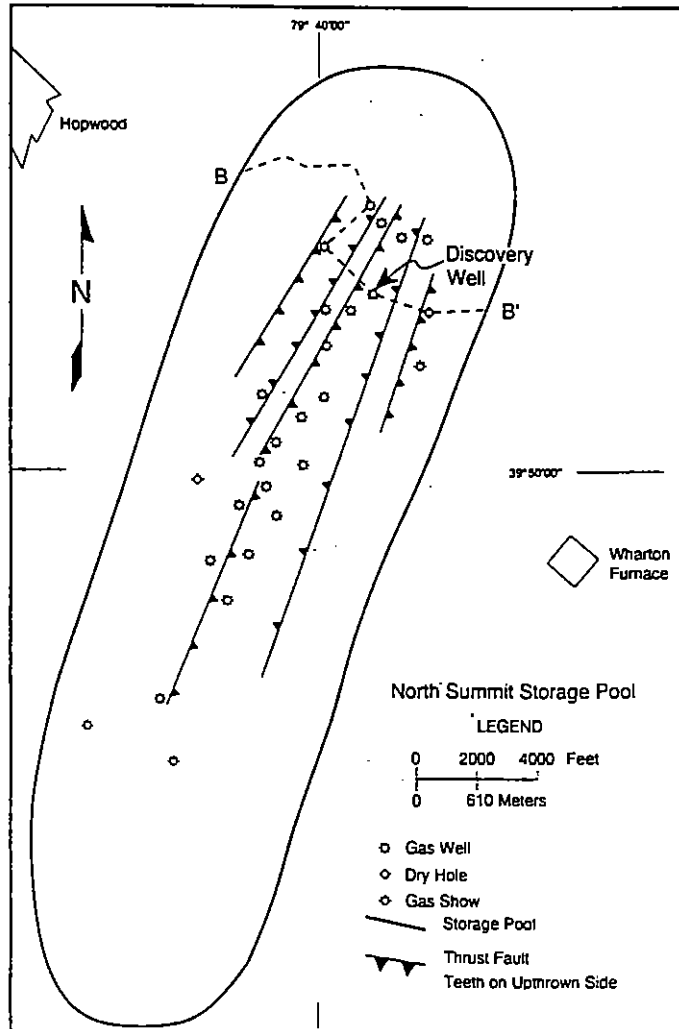 79° 40'00"
Hopwood
B
Discovery
Well
N
B'
39°50'00"
Wharton
Furnace
North Summit Storage Pool
LEGEND
0 2000 4000 Feet
0 610 Meters
Gas Well
Dry Hole
Gas Show
Storage Pool
Thrust Fault
Teeth on Upthrown Side